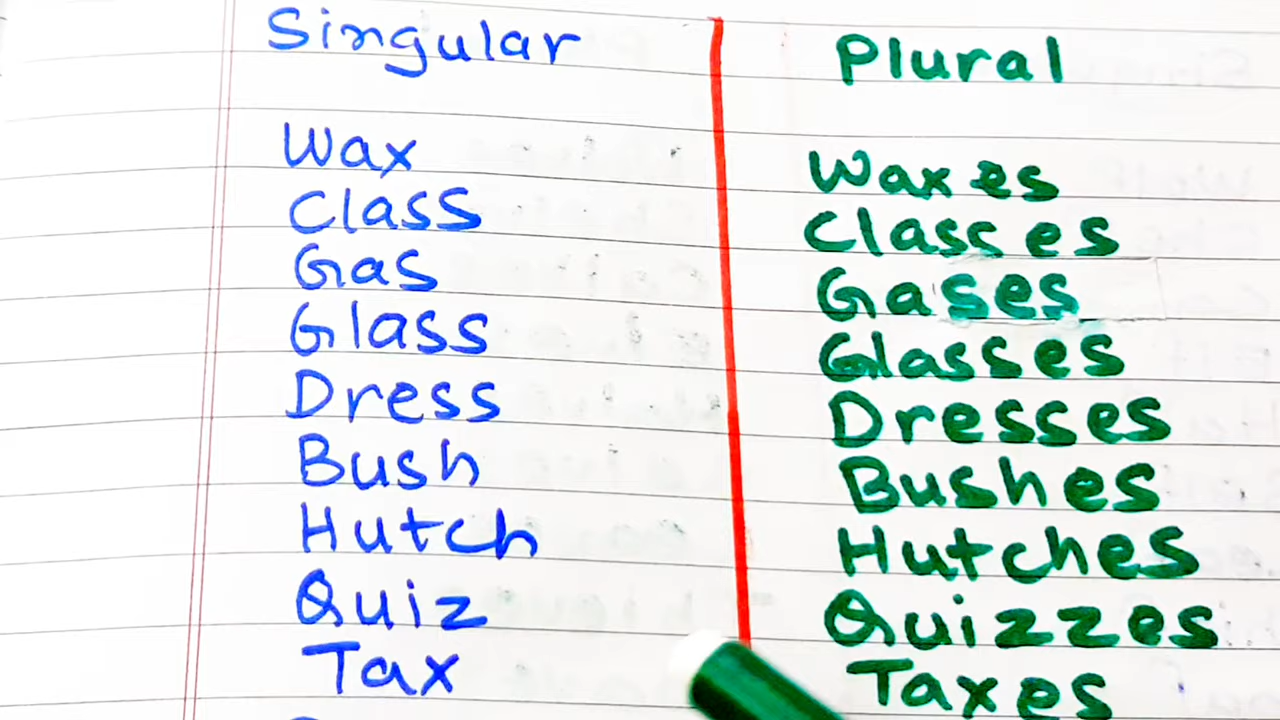 Singular Plural
Wax Waxes
Class Classes
Gas Gases
Glass Glasses
Dress Dresses
Bush Bushes
Hutch Hutches
Quiz Quizzes
Tax Taxes